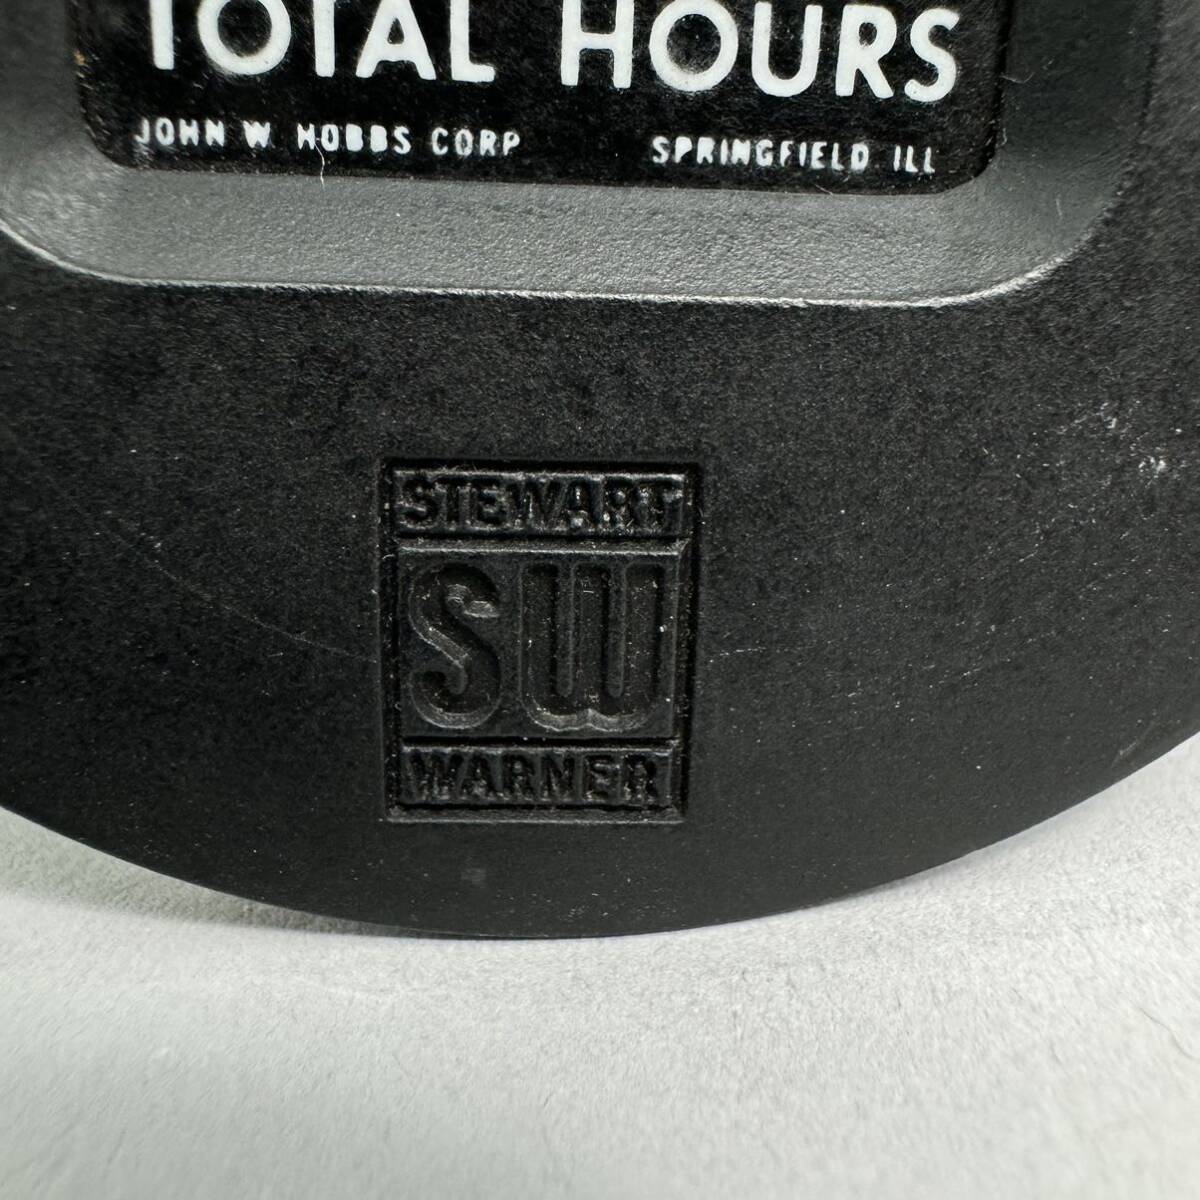 TOTAL HOURS
JOHN W. HOBBS CORP SPRINGFIELD ILL
STEWART
SW
WARNER